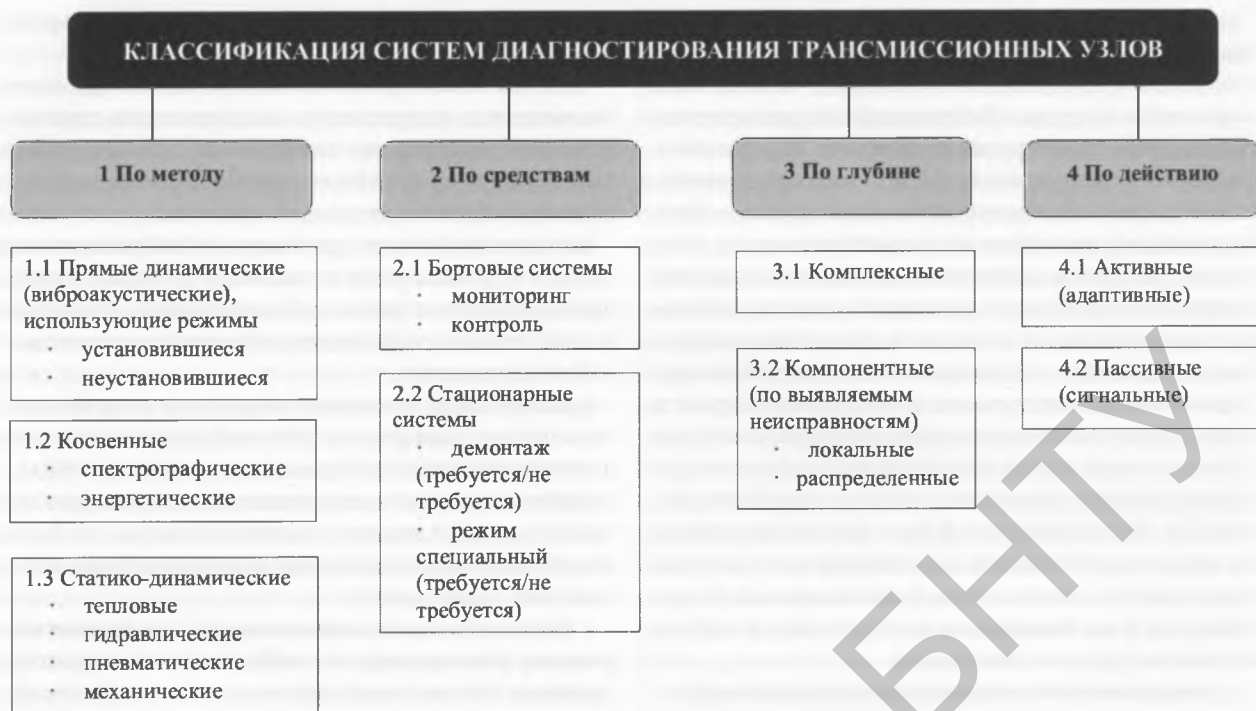 КЛАССИФИКАЦИЯ СИСТЕМ ДИАГНОСТИРОВАНИЯ ТРАНСМИССИОННЫХ УЗЛОВ
1 По методу
1.1 Прямые динамические
(виброакустические),
использующие режимы
· установившиеся
· неустановившиеся
1.2 Косвенные
· спектрографические
· энергетические
1.3 Статико-динамические
· тепловые
· гидравлические
· пневматические
· механические
2 По средствам
2.1 Бортовые системы
· мониторинг
· контроль
2.2 Стационарные
системы
· демонтаж
(требуется/не
требуется)
· режим
специальный
(требуется/не
требуется)
3 По глубине
3.1 Комплексные
3.2 Компонентные
(по выявляемым
неисправностям)
· локальные
· распределенные
4 По действию
4.1 Активные
(адаптивные)
4.2 Пассивные
(сигнальные)
БНТУ